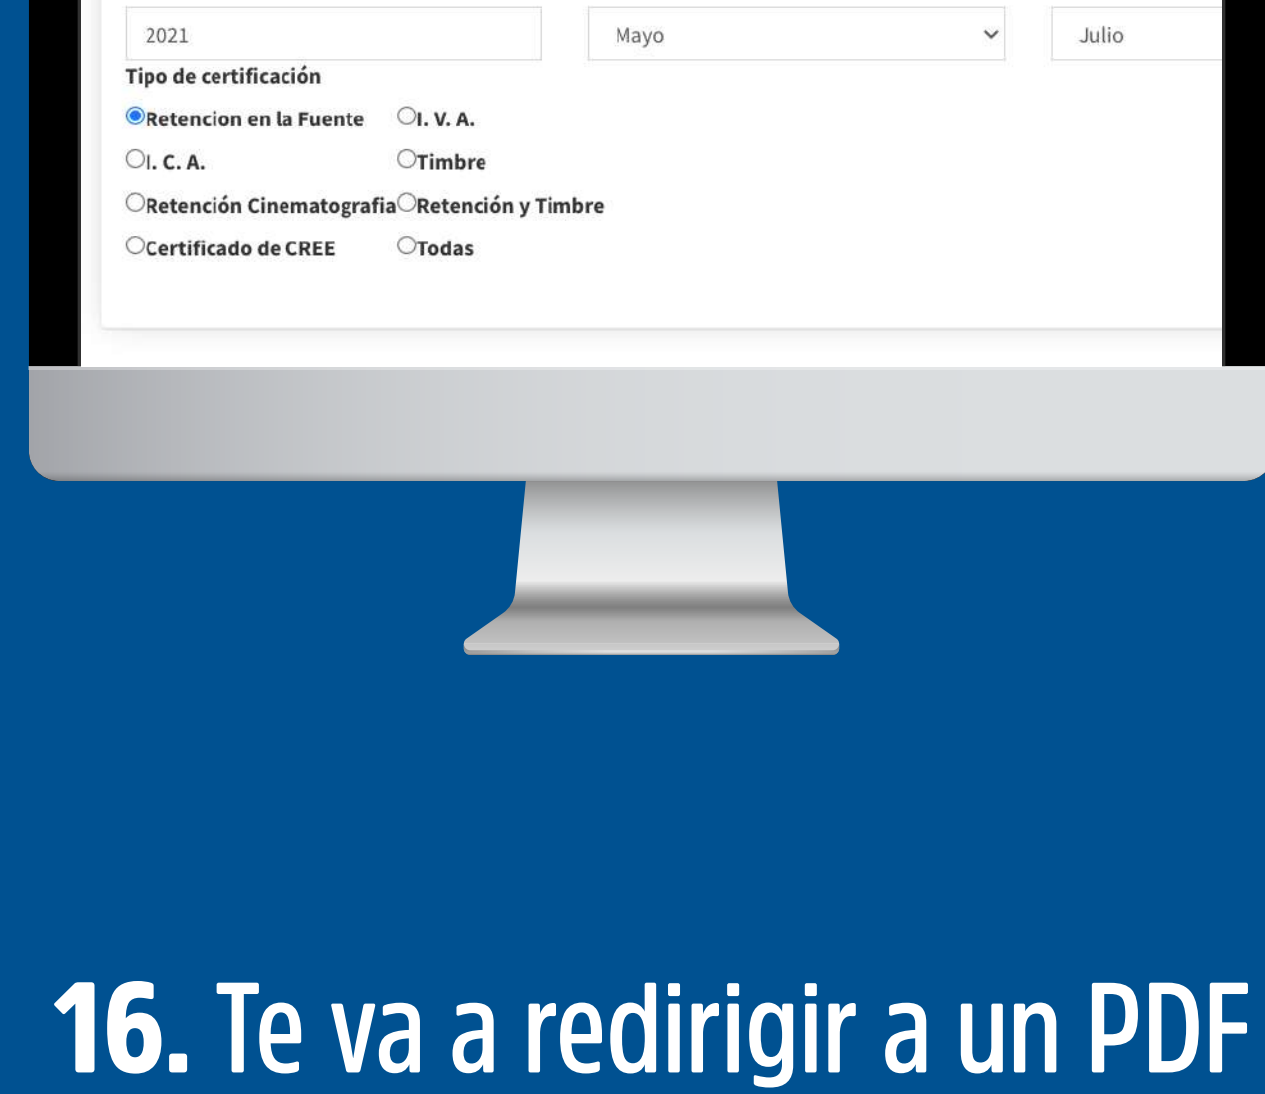 2021 Mayo Julio
Tipo de certificación
Retencion en la Fuente I. V. A.
I. C. A. Timbre
Retención Cinematografia Retención y Timbre
Certificado de CREE Todas
16. Te va a redirigir a un PDF